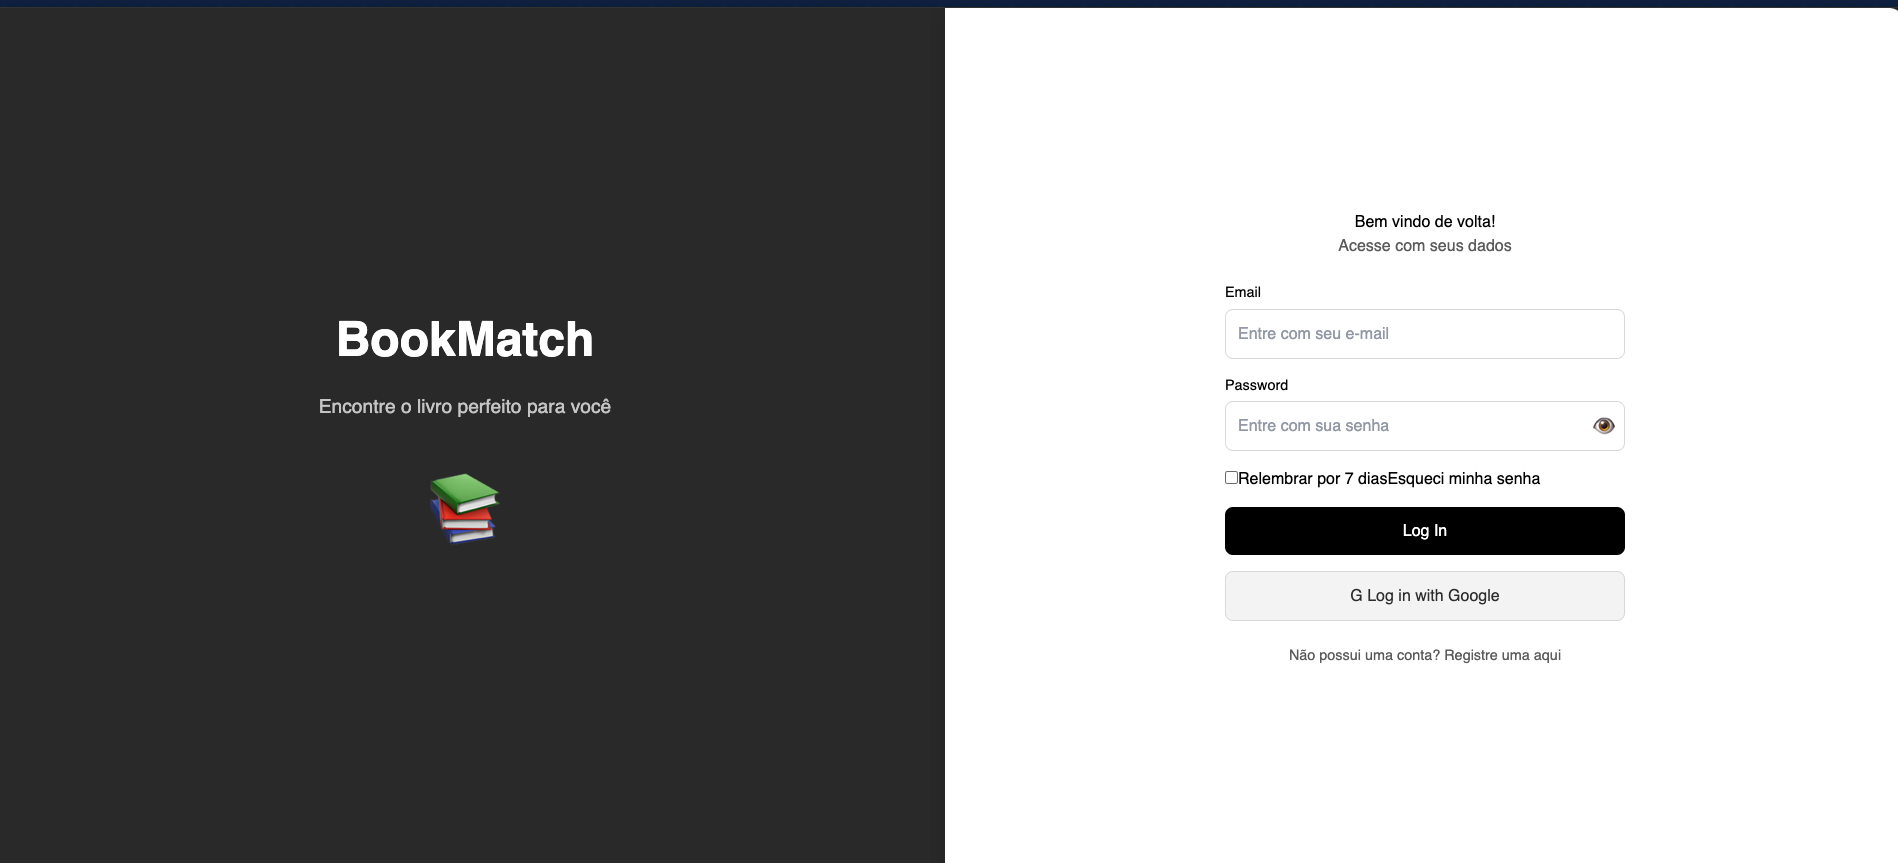 BookMatch
Encontre o livro perfeito para você
Bem vindo de volta!
Acesse com seus dados
Email
Entre com seu e-mail
Password
Entre com sua senha
Relembrar por 7 diasEsqueci minha senha
Log In
G Log in with Google
Não possui uma conta? Registre uma aqui